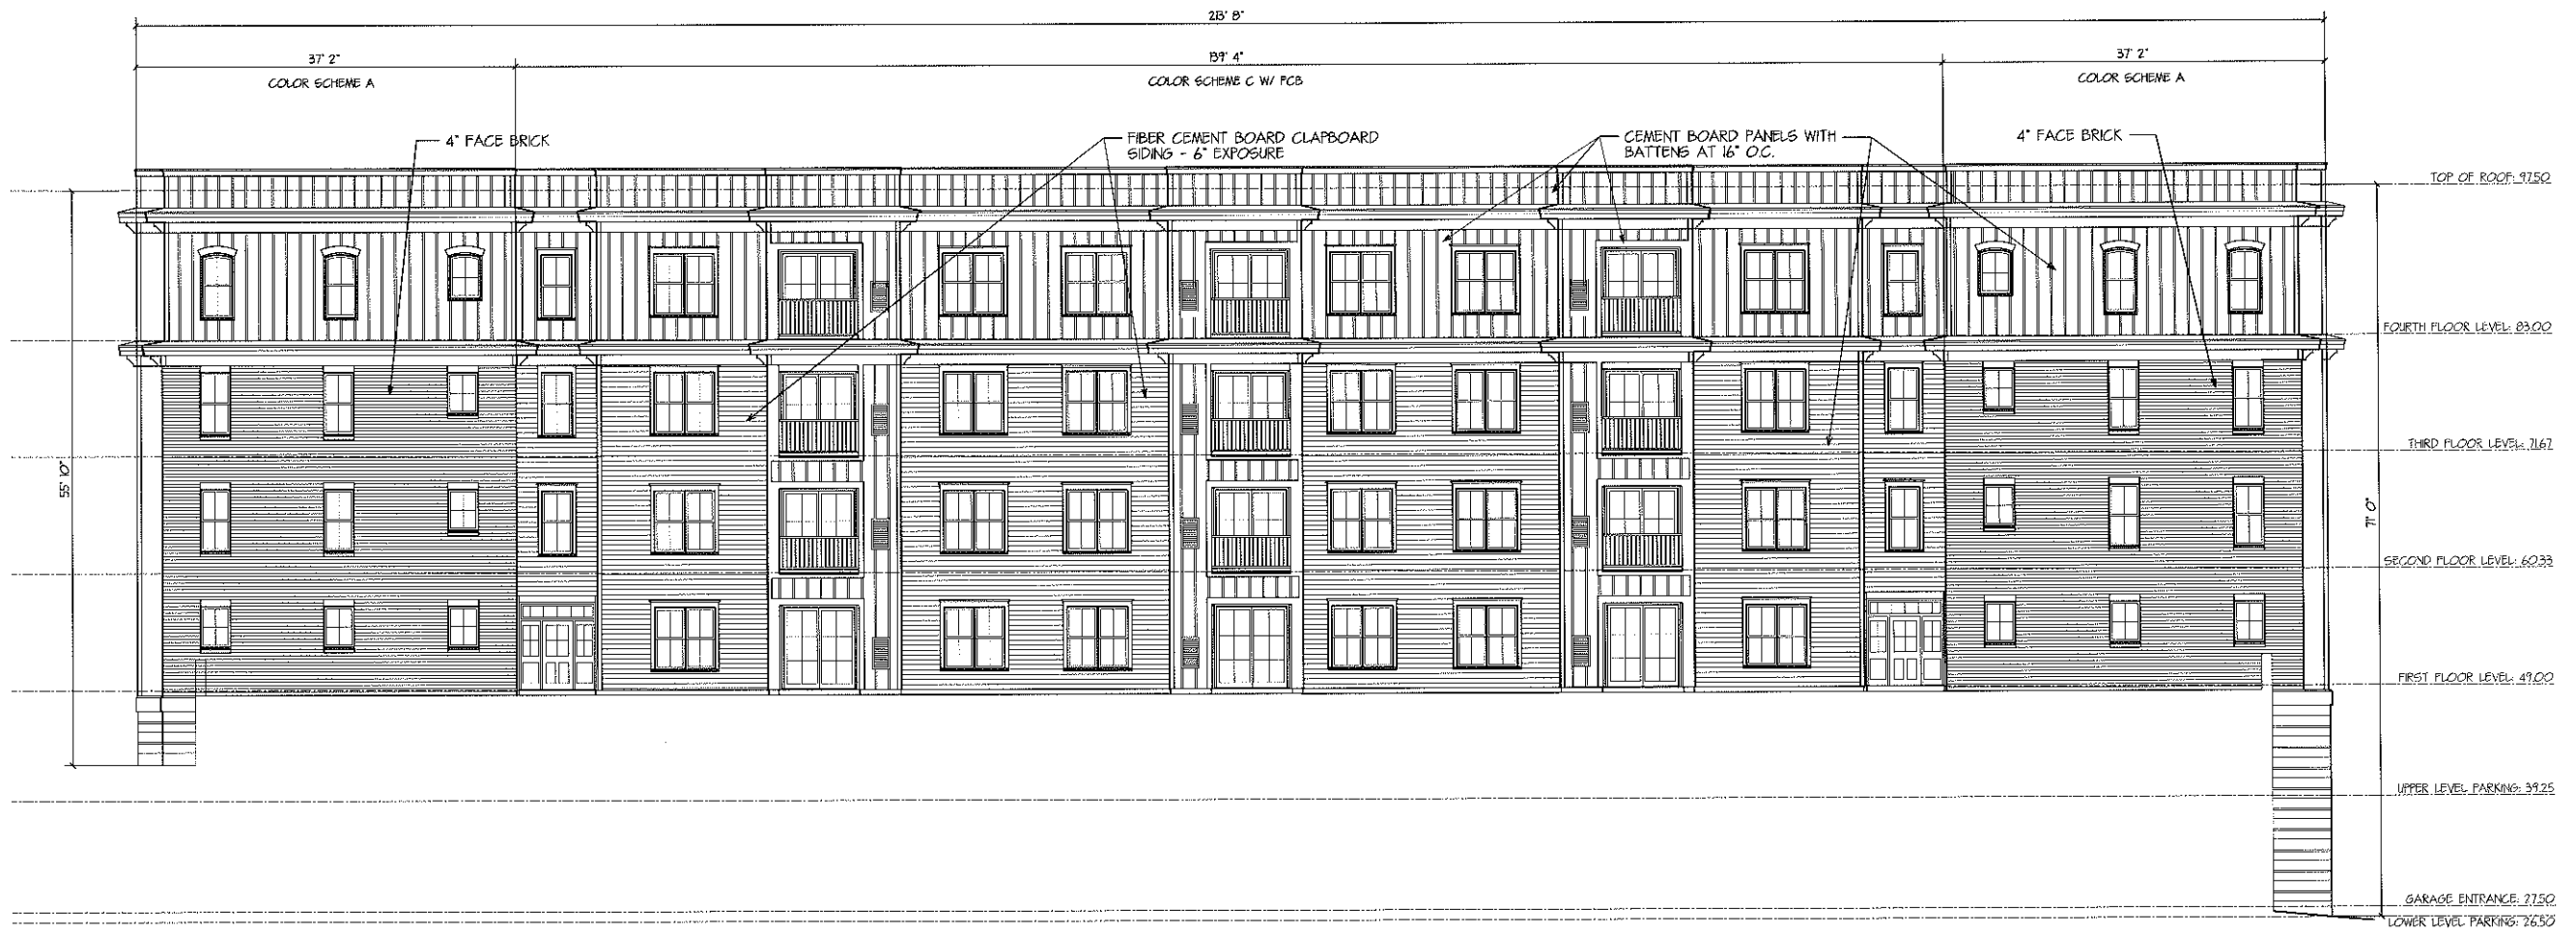 213' 8"
37' 2"
139' 4"
37' 2"
COLOR SCHEME A
COLOR SCHEME C W/ FCB
COLOR SCHEME A
4" FACE BRICK
FIBER CEMENT BOARD CLAPBOARD
SIDING - 6" EXPOSURE
CEMENT BOARD PANELS WITH
BATTENS AT 16" O.C.
4" FACE BRICK
TOP OF ROOF: 97.50
FOURTH FLOOR LEVEL: 83.00
THIRD FLOOR LEVEL: 71.67
55' 10"
71' 0"
SECOND FLOOR LEVEL: 60.33
FIRST FLOOR LEVEL: 49.00
UPPER LEVEL PARKING: 39.25
GARAGE ENTRANCE: 27.50
LOWER LEVEL PARKING: 26.50